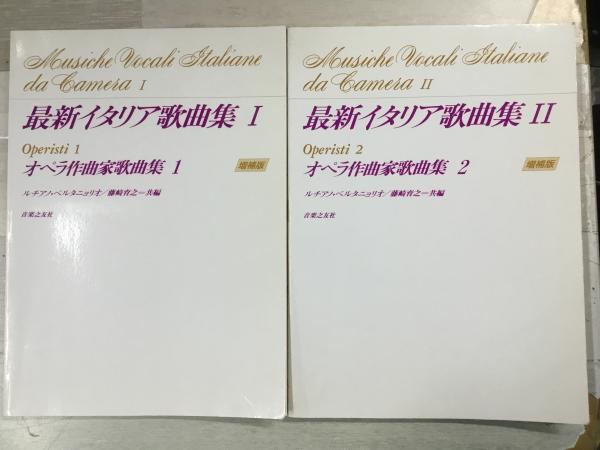 Musiche Vocali Italiane
da Camera I
最新イタリア歌曲集 I
Operisti 1
オペラ作曲家歌曲集 1
増補版
ルチアノ・ベルタニョリオ/藤崎育之=共編
音楽之友社
Musiche Vocali Italiane
da Camera II
最新イタリア歌曲集 II
Operisti 2
オペラ作曲家歌曲集 2
増補版
ルチアノ・ベルタニョリオ/藤崎育之=共編
音楽之友社